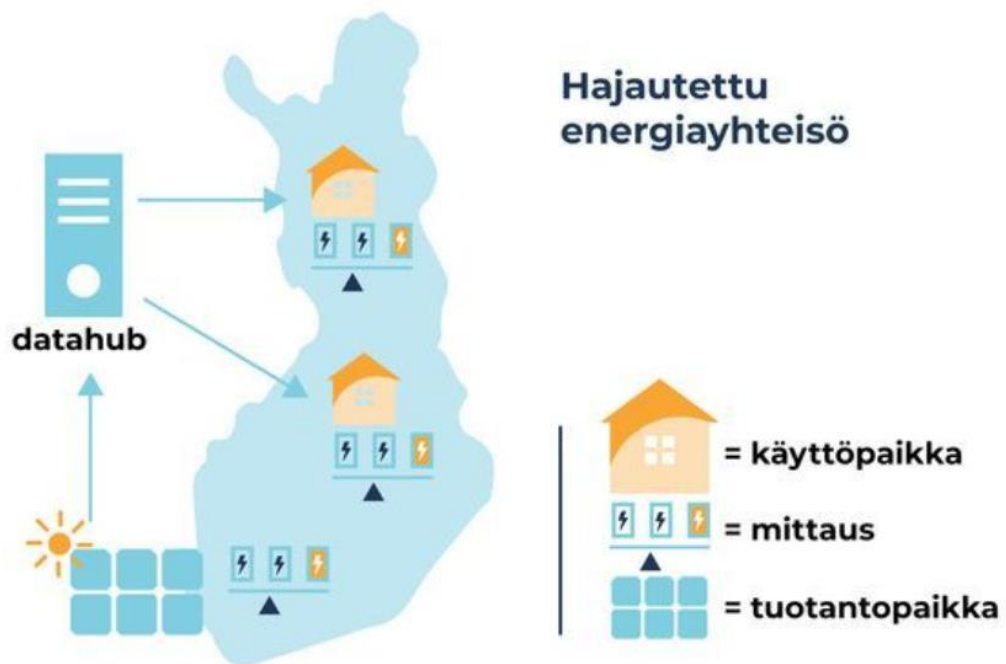 Hajautettu
energiayhteisö
datahub
= käyttöpaikka
= mittaus
= tuotantopaikka